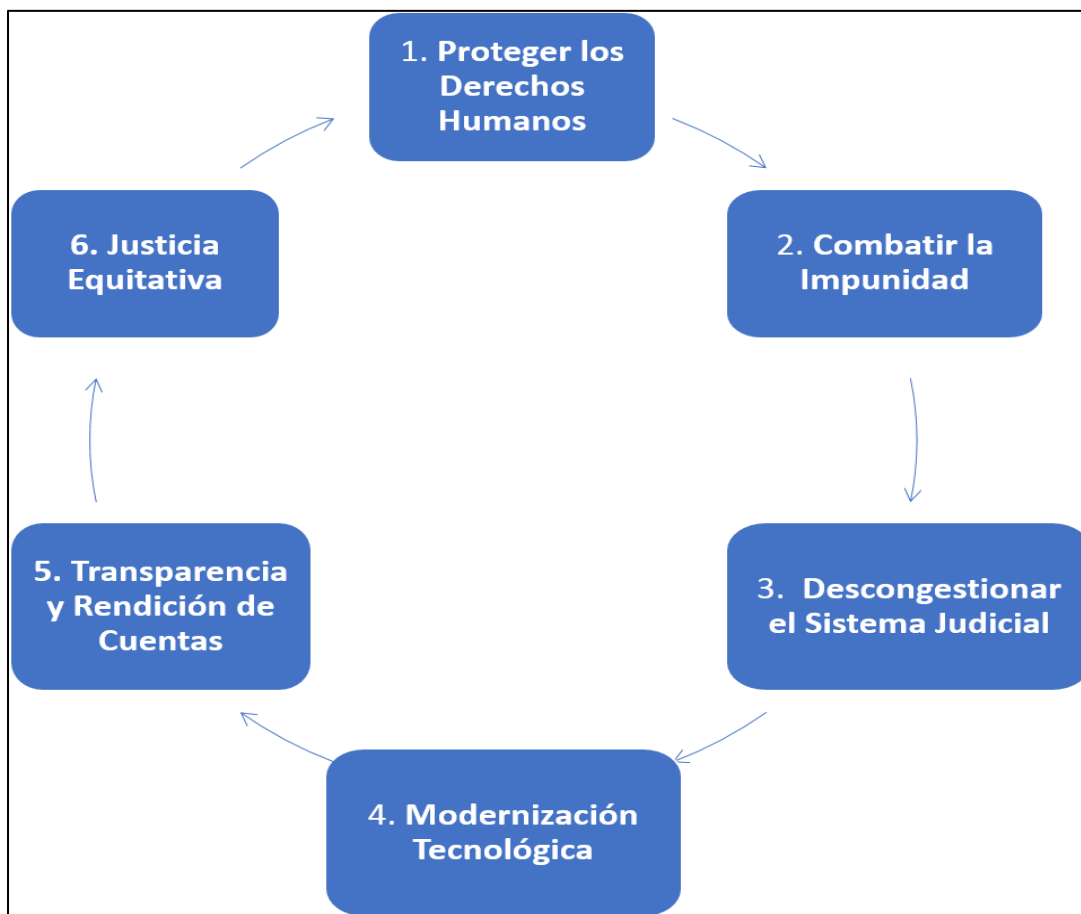 1. Proteger los
Derechos
Humanos
2. Combatir la
Impunidad
3. Descongestionar
el Sistema Judicial
4. Modernización
Tecnológica
5. Transparencia
y Rendición de
Cuentas
6. Justicia
Equitativa